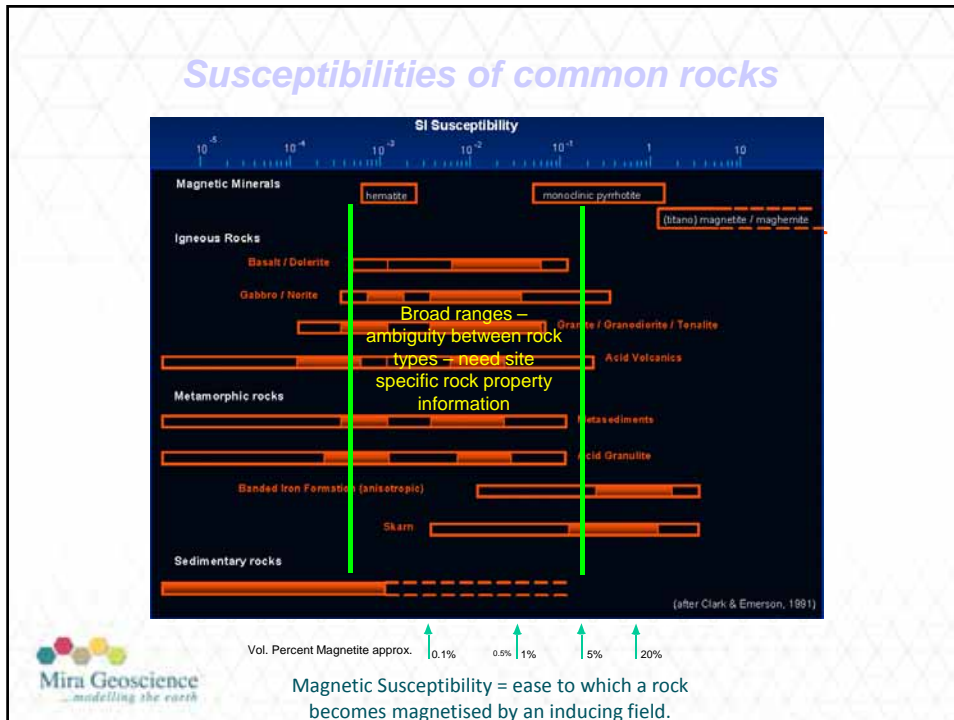 Susceptibilities of common rocks
SI Susceptibility
10⁻⁵ 10⁻⁴ 10⁻³ 10⁻² 10⁻¹ 1 10
Magnetic Minerals
hematite
monoclinic pyrrhotite
(titano) magnetite / maghemite
Igneous Rocks
Basalt / Dolerite
Gabbro / Norite
Granite / Granodiorite / Tonalite
Acid Volcanics
Broad ranges –
ambiguity between rock
types – need site
specific rock property
information
Metamorphic rocks
Metasediments
Acid Granulite
Banded Iron Formation (anisotropic)
Skarn
Sedimentary rocks
(after Clark & Emerson, 1991)
Vol. Percent Magnetite approx. 0.1% 0.5% 1% 5% 20%
Mira Geoscience
...modelling the earth
Magnetic Susceptibility = ease to which a rock
becomes magnetised by an inducing field.